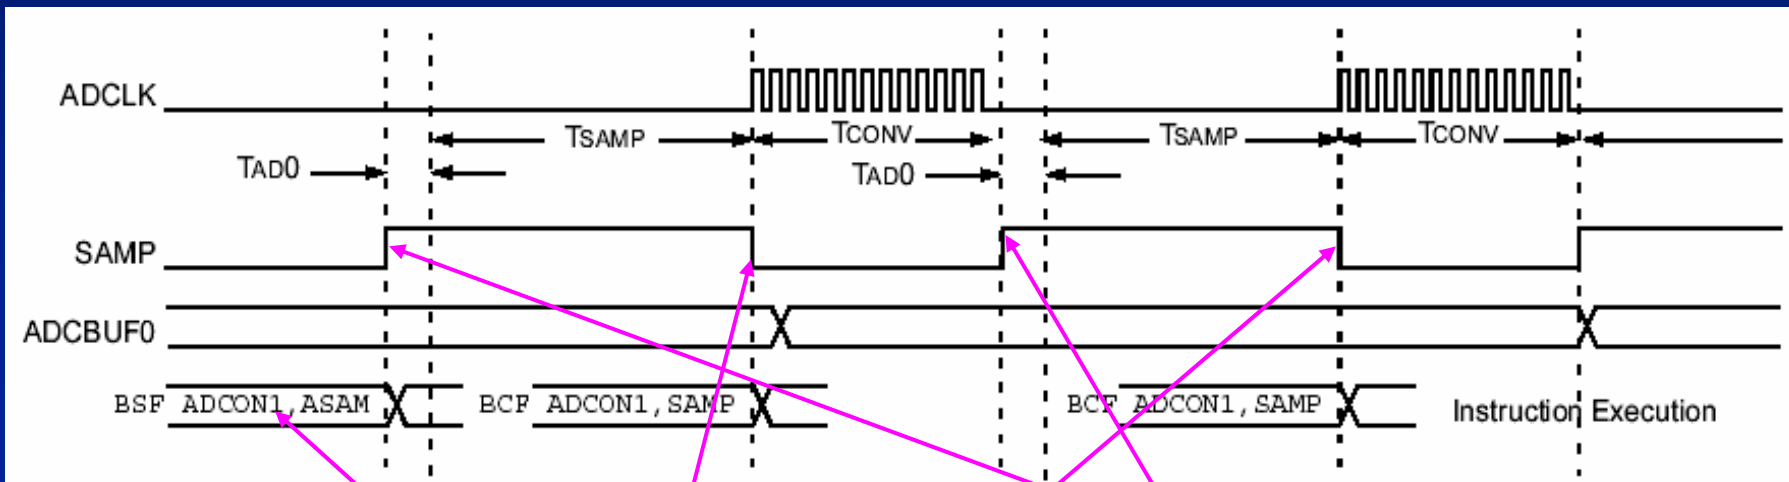 ADCLK
TSAMP TCONV TSAMP TCONV
TAD0 TAD0
SAMP
ADCBUF0
BSF ADCON1,ASAM BCF ADCON1,SAMP BCF ADCON1,SAMP Instruction Execution